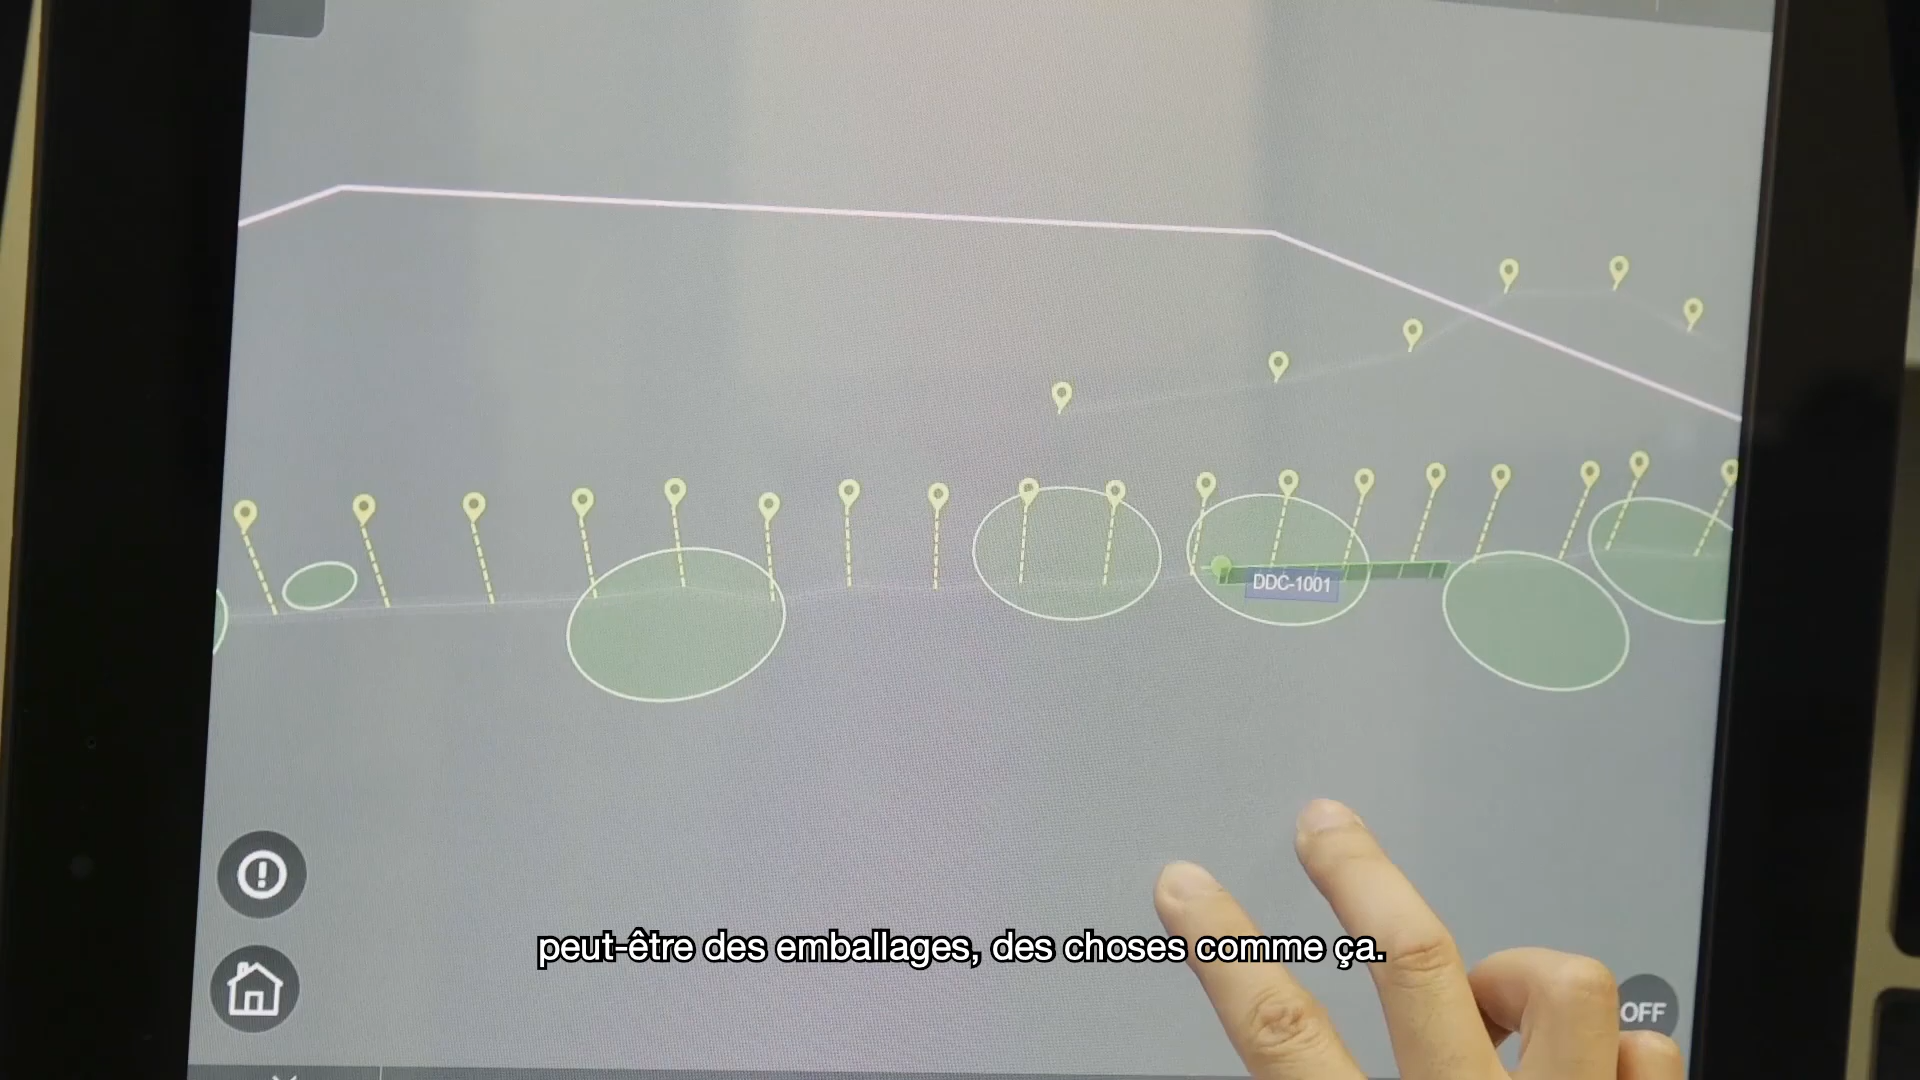 DDC-1001
peut-être des emballages, des choses comme ça.
OFF